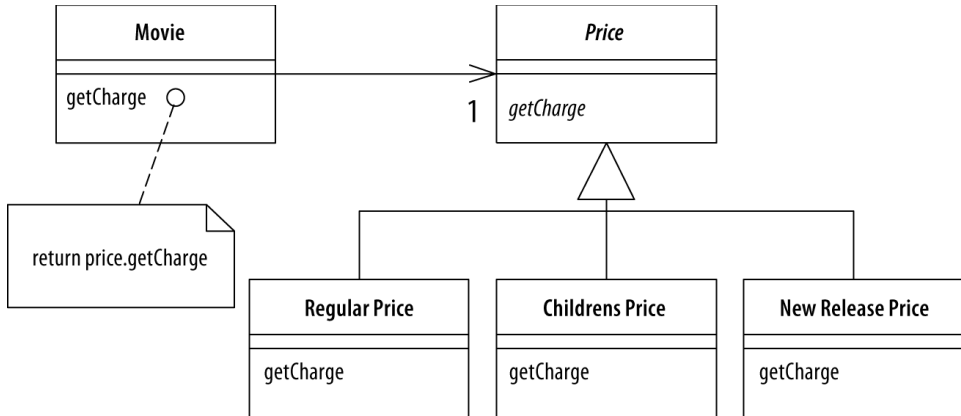 Movie
getCharge
Price
1
getCharge
return price.getCharge
Regular Price
getCharge
Childrens Price
getCharge
New Release Price
getCharge